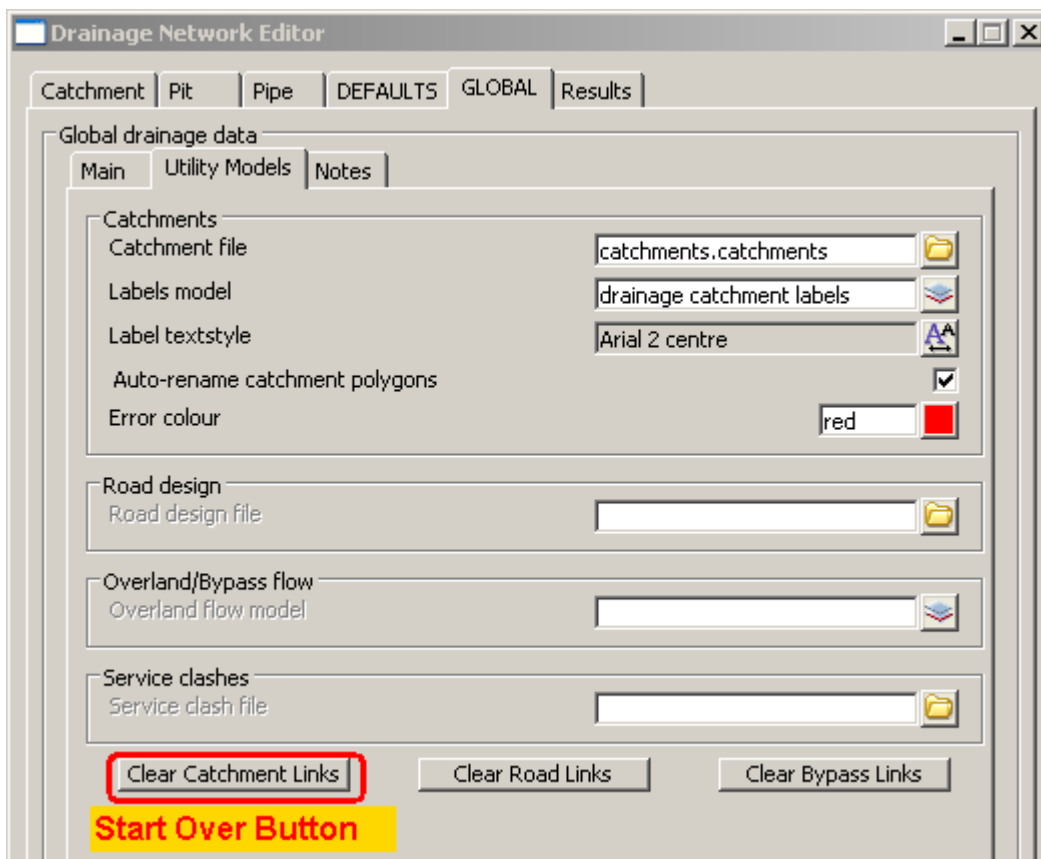 Drainage Network Editor
Catchment Pit Pipe DEFAULTS GLOBAL Results
Global drainage data
Main Utility Models Notes
Catchments
Catchment file catchments.catchments
Labels model drainage catchment labels
Label textstyle Arial 2 centre
Auto-rename catchment polygons
Error colour red
Road design
Road design file
Overland/Bypass flow
Overland flow model
Service clashes
Service clash file
Clear Catchment Links Clear Road Links Clear Bypass Links
Start Over Button